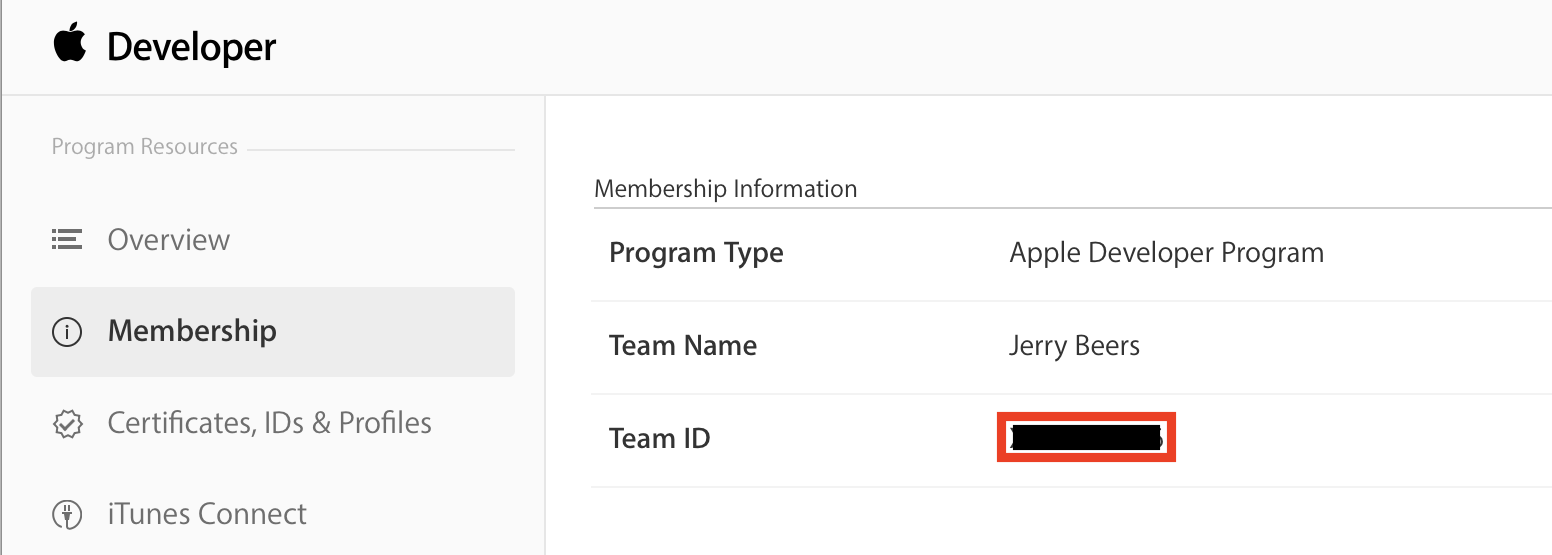 Developer
Program Resources
Overview
Membership
Certificates, IDs & Profiles
iTunes Connect
Membership Information
Program Type Apple Developer Program
Team Name Jerry Beers
Team ID